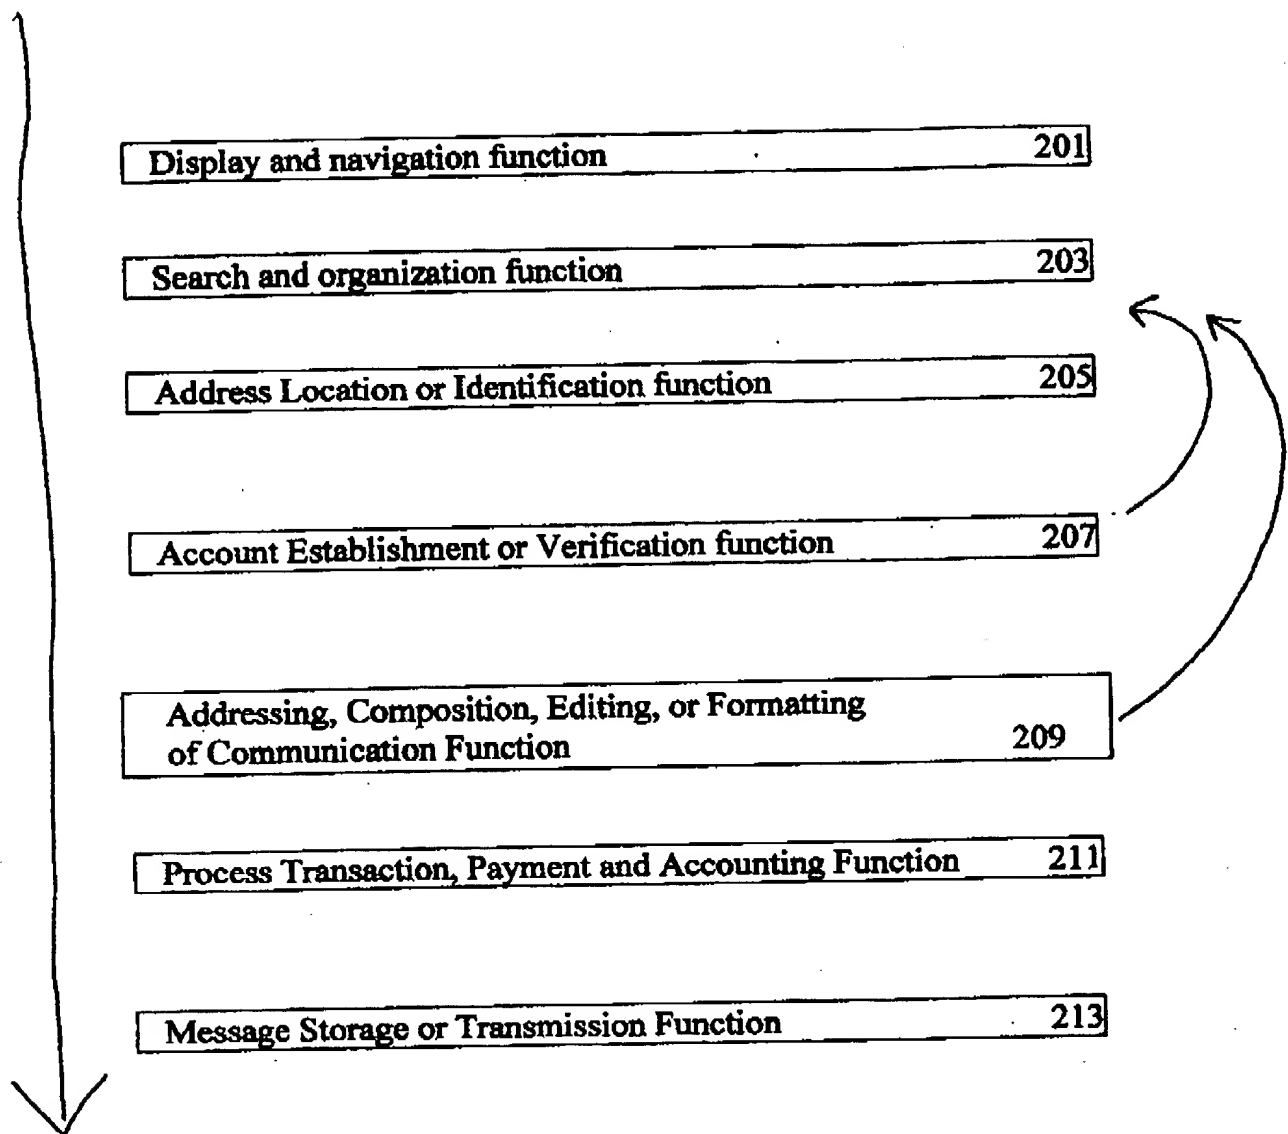 Display and navigation function 201
Search and organization function 203
Address Location or Identification function 205
Account Establishment or Verification function 207
Addressing, Composition, Editing, or Formatting
of Communication Function 209
Process Transaction, Payment and Accounting Function 211
Message Storage or Transmission Function 213